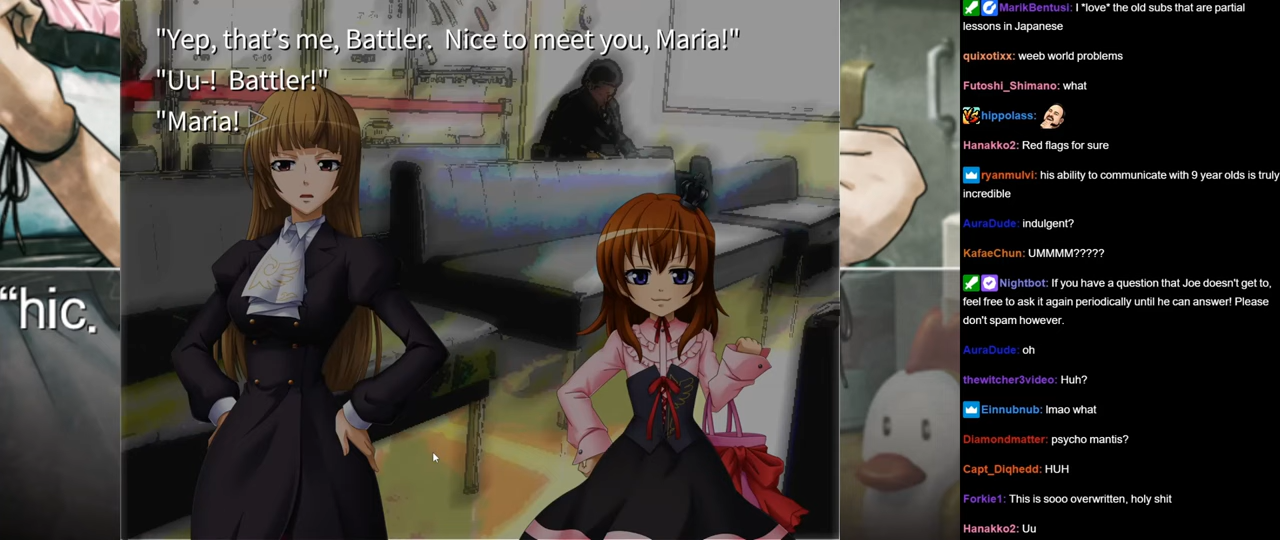 "Yep, that's me, Battler.  Nice to meet you, Maria!"
"Uu-!  Battler!"
"Maria!
"hic.
MarikBentusi: I *love* the old subs that are partial
lessons in Japanese
quixotixx: weeb world problems
Futoshi_Shimano: what
hippolass:
Hanakko2: Red flags for sure
ryanmulvi: his ability to communicate with 9 year olds is truly
incredible
AuraDude: indulgent?
KafaeChun: UMMMM?????
Nightbot: If you have a question that Joe doesn't get to,
feel free to ask it again periodically until he can answer! Please
don't spam however.
AuraDude: oh
thewitcher3video: Huh?
Einnubnub: lmao what
Diamondmatter: psycho mantis?
Capt_Diqhedd: HUH
Forkie1: This is sooo overwritten, holy shit
Hanakko2: Uu